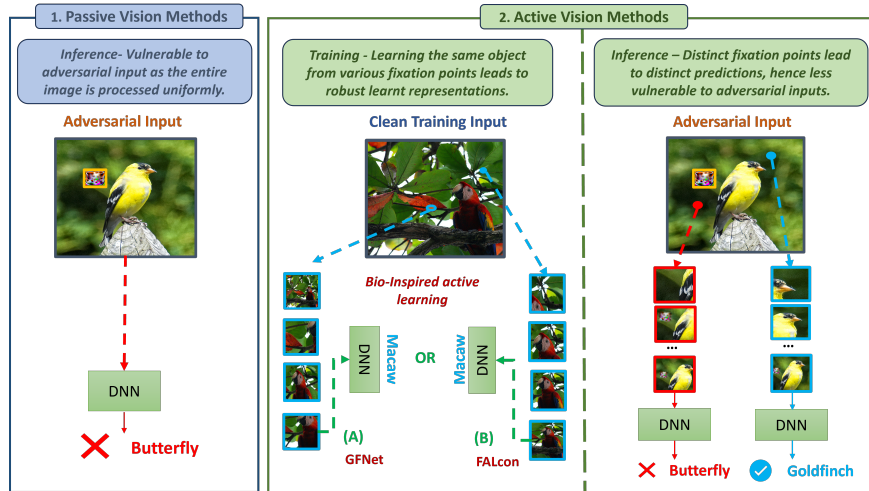 1. Passive Vision Methods
Inference- Vulnerable to
adversarial input as the entire
image is processed uniformly.
Adversarial Input
DNN
Butterfly
2. Active Vision Methods
Training - Learning the same object
from various fixation points leads to
robust learnt representations.
Clean Training Input
Bio-Inspired active
learning
DNN
Macaw
OR
Macaw
DNN
(A)
GFNet
(B)
FALcon
Inference – Distinct fixation points lead
to distinct predictions, hence less
vulnerable to adversarial inputs.
Adversarial Input
...
...
DNN
DNN
Butterfly
Goldfinch